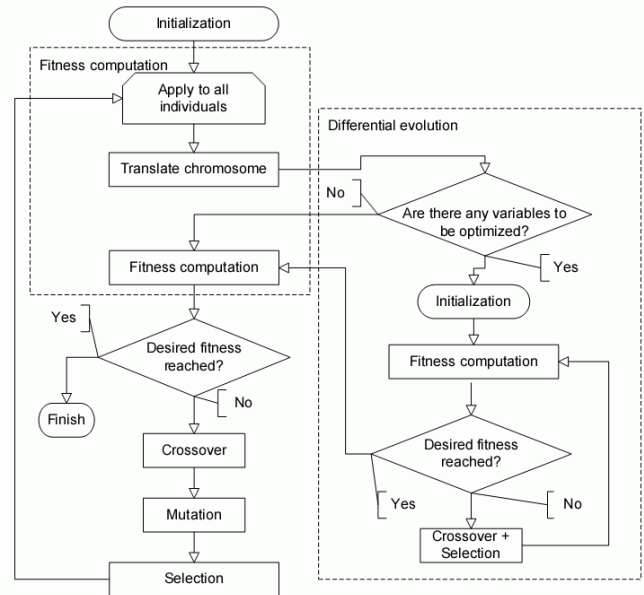 Initialization
Fitness computation
Apply to all
individuals
Translate chromosome
Fitness computation
Yes
Desired fitness
reached?
No
Finish
Crossover
Mutation
Selection
Differential evolution
No
Are there any variables to
be optimized?
Yes
Initialization
Fitness computation
Desired fitness
reached?
Yes
No
Crossover +
Selection